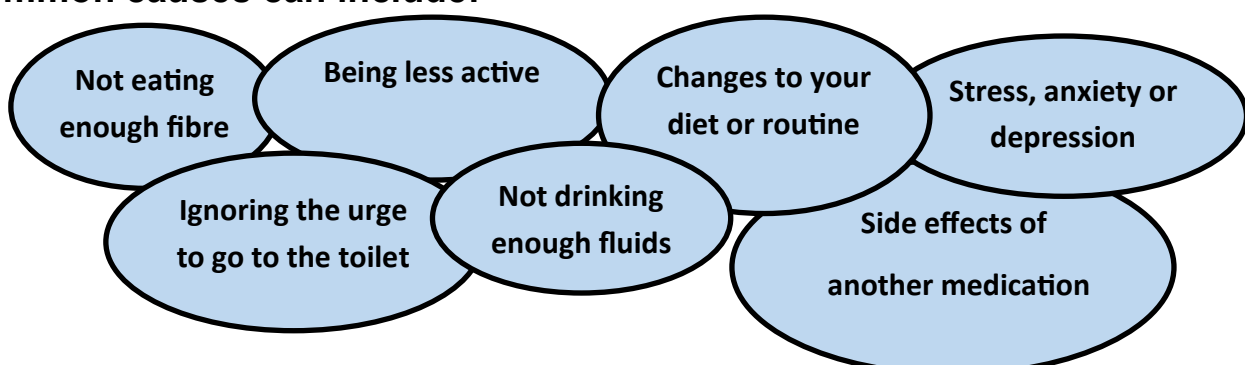 Not eating
enough fibre
Being less active
Changes to your
diet or routine
Stress, anxiety or
depression
Ignoring the urge
to go to the toilet
Not drinking
enough fluids
Side effects of
another medication